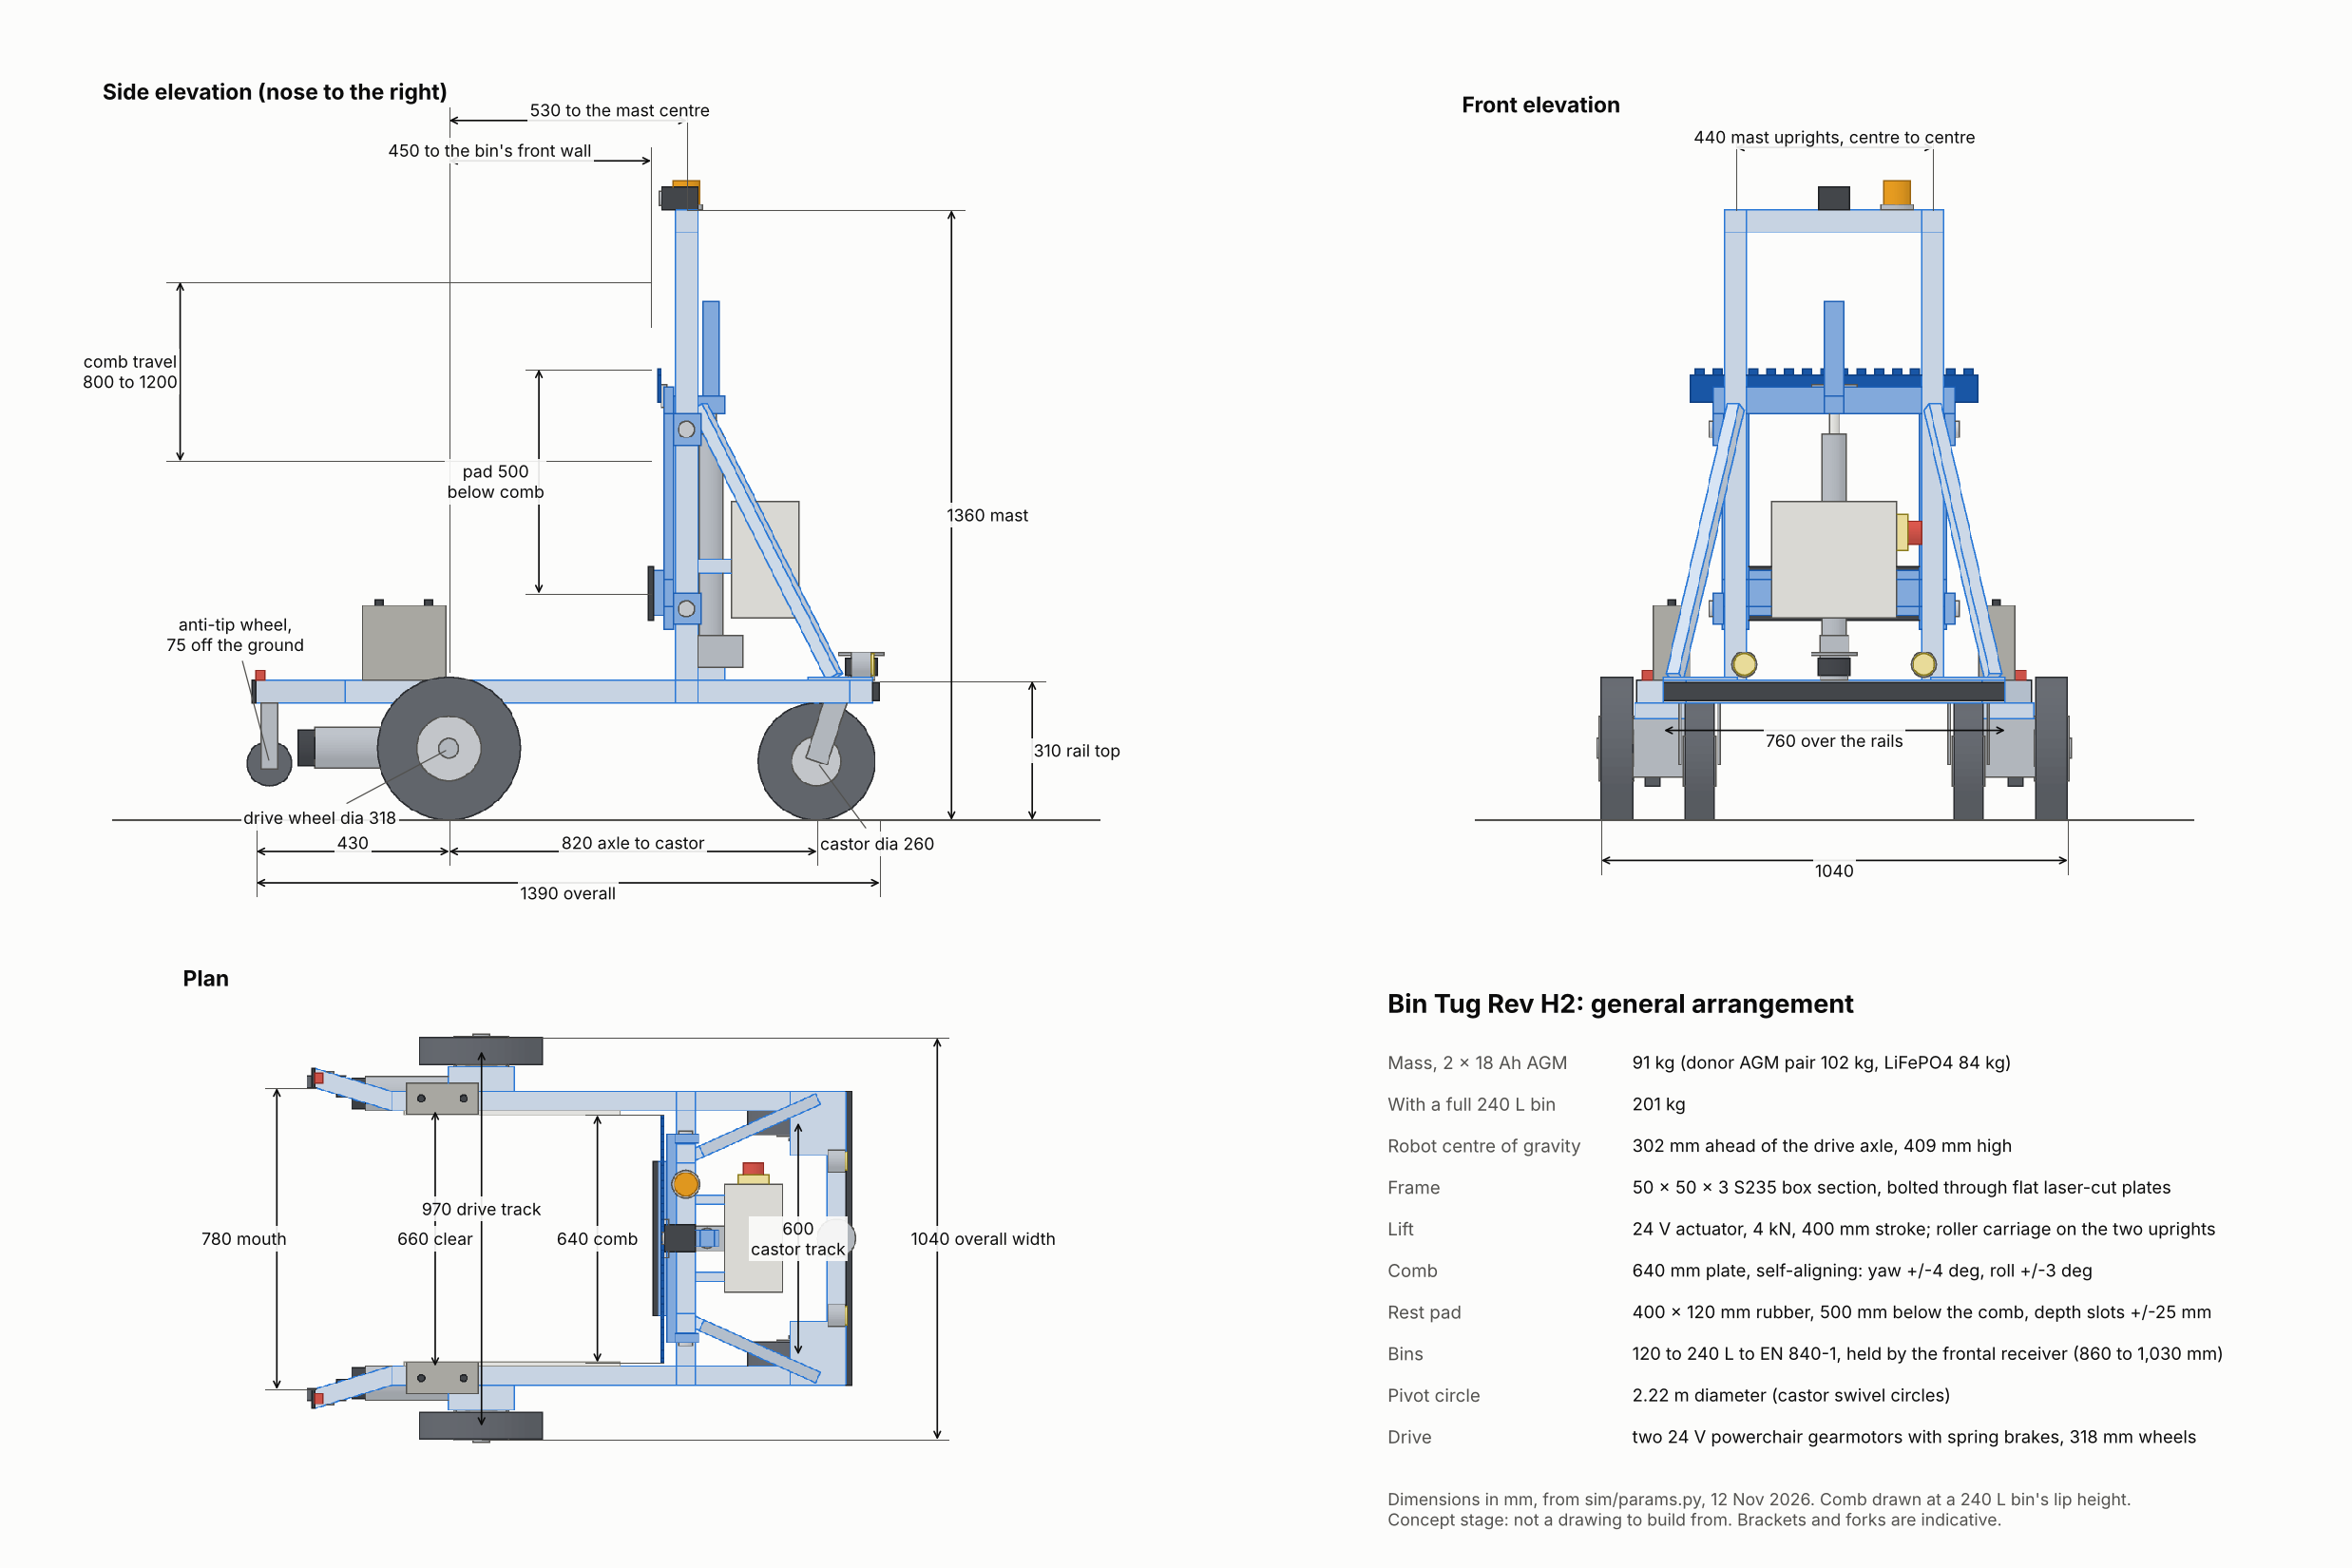 Side elevation (nose to the right)
530 to the mast centre
450 to the bin's front wall
comb travel
800 to 1200
pad 500
below comb
1360 mast
anti-tip wheel,
75 off the ground
310 rail top
drive wheel dia 318
430
820 axle to castor
castor dia 260
1390 overall
Front elevation
440 mast uprights, centre to centre
760 over the rails
1040
Plan
780 mouth
970 drive track
660 clear
640 comb
600
castor track
1040 overall width
Bin Tug Rev H2: general arrangement
Mass, 2 × 18 Ah AGM 91 kg (donor AGM pair 102 kg, LiFePO4 84 kg)
With a full 240 L bin 201 kg
Robot centre of gravity 302 mm ahead of the drive axle, 409 mm high
Frame 50 × 50 × 3 S235 box section, bolted through flat laser-cut plates
Lift 24 V actuator, 4 kN, 400 mm stroke; roller carriage on the two uprights
Comb 640 mm plate, self-aligning: yaw +/-4 deg, roll +/-3 deg
Rest pad 400 × 120 mm rubber, 500 mm below the comb, depth slots +/-25 mm
Bins 120 to 240 L to EN 840-1, held by the frontal receiver (860 to 1,030 mm)
Pivot circle 2.22 m diameter (castor swivel circles)
Drive two 24 V powerchair gearmotors with spring brakes, 318 mm wheels
Dimensions in mm, from sim/params.py, 12 Nov 2026. Comb drawn at a 240 L bin's lip height.
Concept stage: not a drawing to build from. Brackets and forks are indicative.